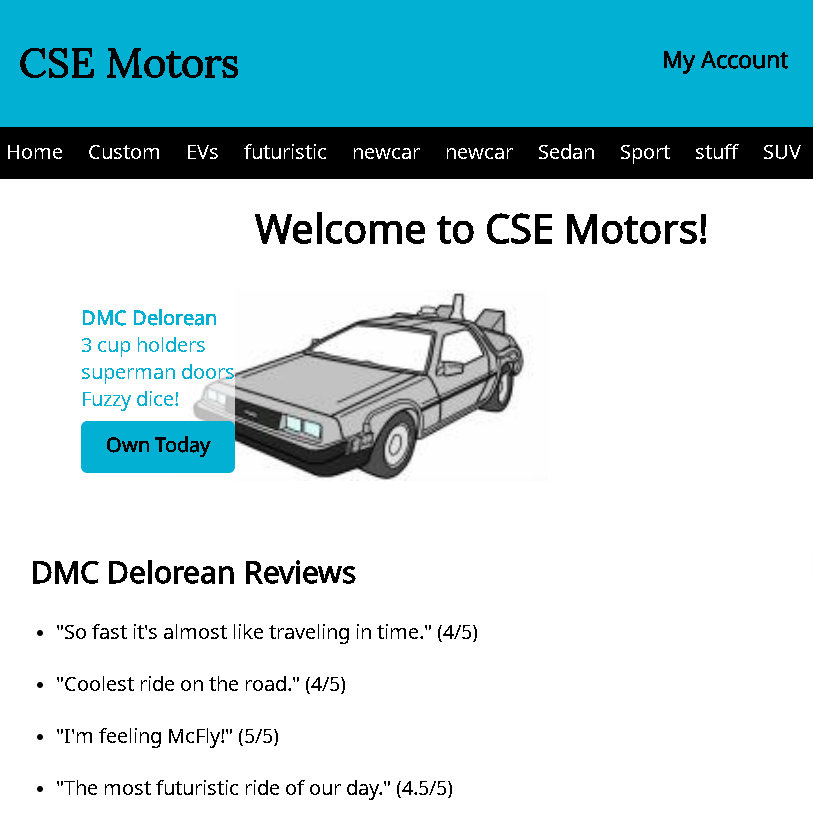 CSE Motors
My Account
Home Custom EVs futuristic newcar newcar Sedan Sport stuff SUV
Welcome to CSE Motors!
DMC Delorean
3 cup holders
superman doors
Fuzzy dice!
Own Today
DMC Delorean Reviews
• "So fast it's almost like traveling in time." (4/5)
• "Coolest ride on the road." (4/5)
• "I'm feeling McFly!" (5/5)
• "The most futuristic ride of our day." (4.5/5)